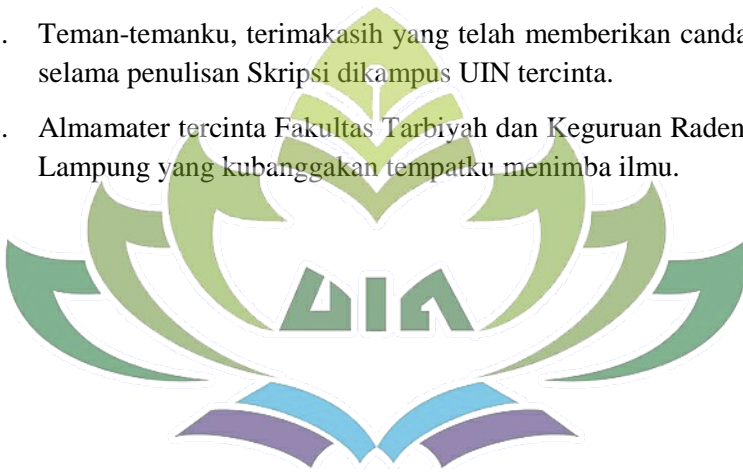 . Teman-temanku, terimakasih yang telah memberikan canda
selama penulisan Skripsi dikampus UIN tercinta.
. Almamater tercinta Fakultas Tarbiyah dan Keguruan Raden
Lampung yang kubanggakan tempatku menimba ilmu.
UIN